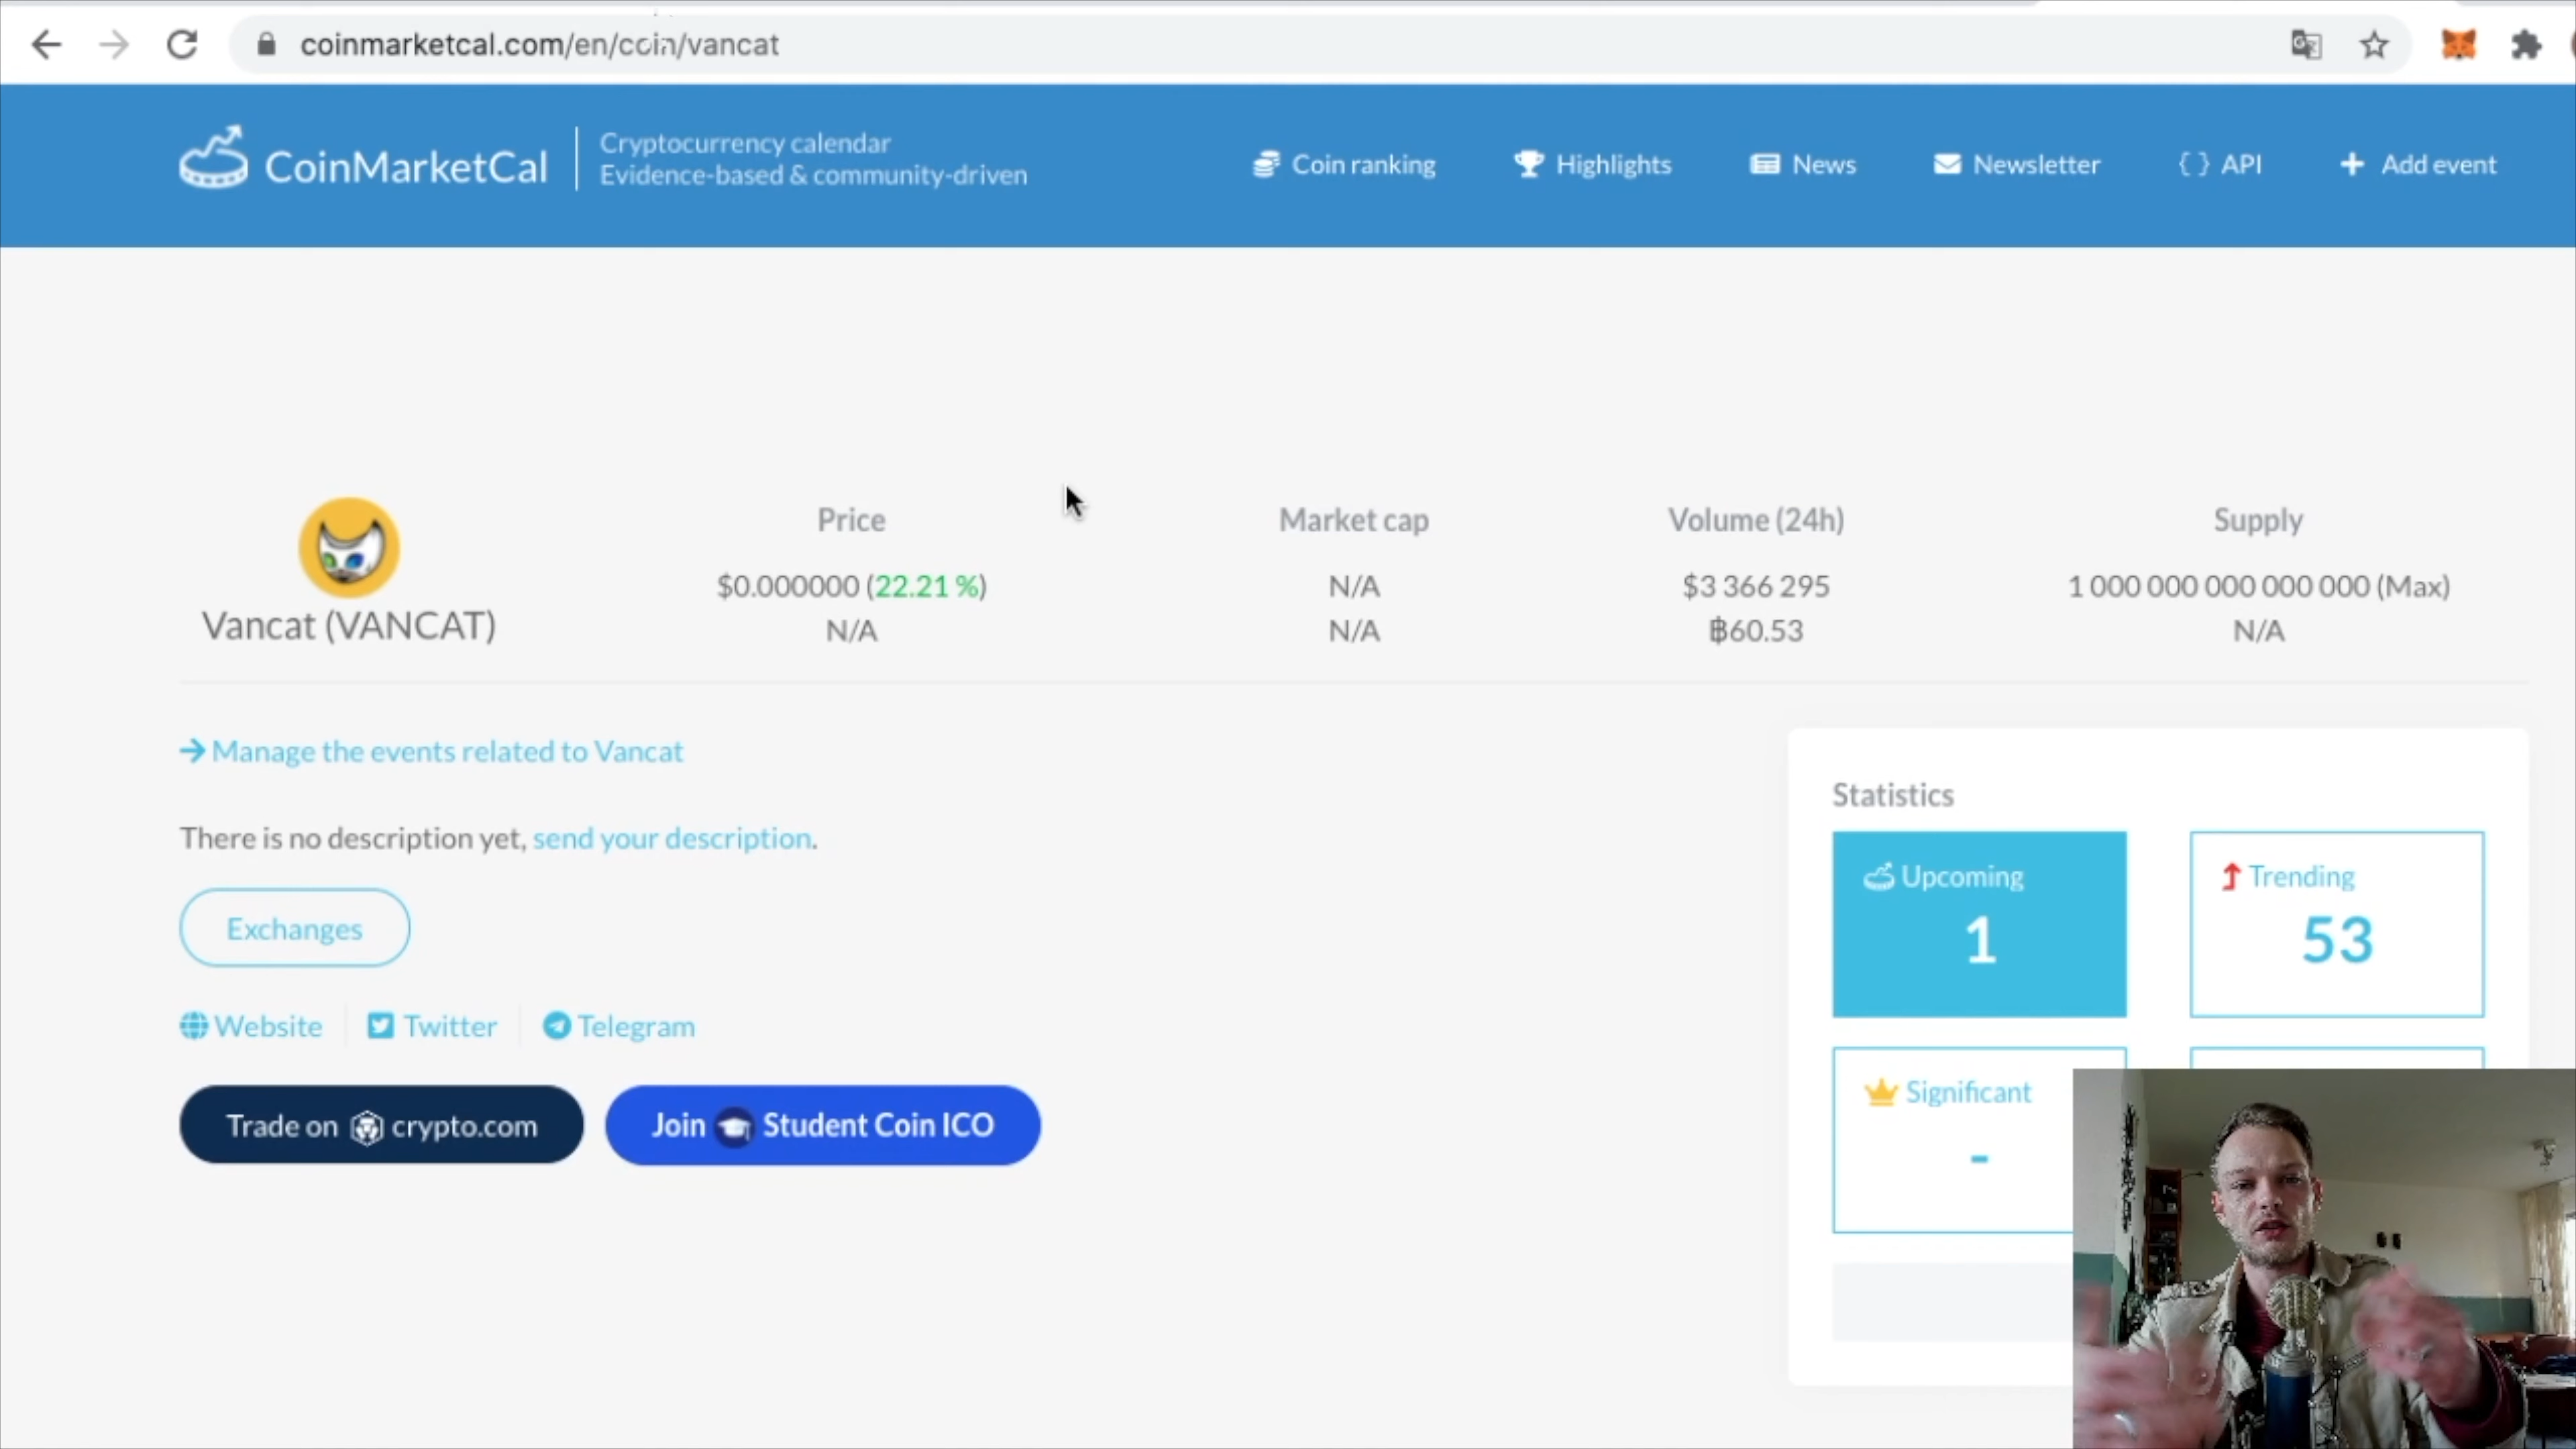 coinmarketcal.com/en/coin/vancat
CoinMarketCal
Cryptocurrency calendar
Evidence-based & community-driven
Coin ranking
Highlights
News
Newsletter
API
Add event
Vancat (VANCAT)
Price
$0.000000 (22.21 %)
N/A
Market cap
N/A
N/A
Volume (24h)
$3 366 295
฿60.53
Supply
1 000 000 000 000 000 (Max)
N/A
Manage the events related to Vancat
There is no description yet, send your description.
Exchanges
Website
Twitter
Telegram
Trade on crypto.com
Join Student Coin ICO
Statistics
Upcoming
1
Trending
53
Significant
-